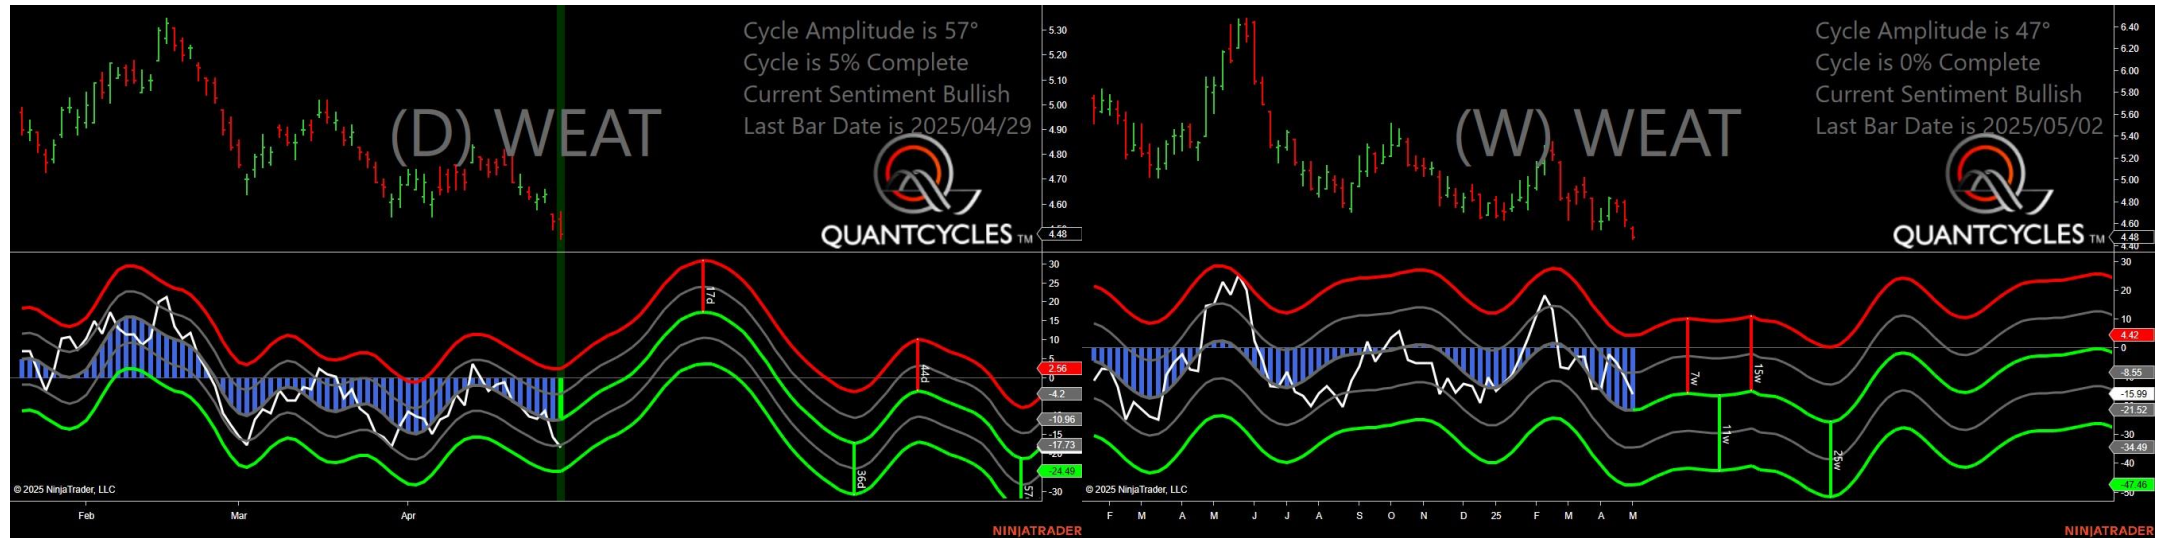 Cycle Amplitude is 57°
Cycle is 5% Complete
Current Sentiment Bullish
Last Bar Date is 2025/04/29
(D) WEAT
QUANTCYCLES TM
5.30
5.20
5.10
5.00
4.90
4.80
4.70
4.60
4.48
30
25
20
15
10
5
2.56
0
-4.2
-10.96
-15
-17.73
-24.49
-30
17d
36d
44d
57
© 2025 NinjaTrader, LLC
Feb
Mar
Apr
NINJATRADER
Cycle Amplitude is 47°
Cycle is 0% Complete
Current Sentiment Bullish
Last Bar Date is 2025/05/02
(W) WEAT
QUANTCYCLES TM
6.40
6.20
6.00
5.80
5.60
5.40
5.20
5.00
4.80
4.60
4.48
4.40
30
20
10
4.42
0
-8.55
-15.99
-21.52
-30
-34.49
-40
-47.46
-50
7w
11w
15w
25w
© 2025 NinjaTrader, LLC
F M A M J J A S O N D 25 F M A M
NINJATRADER